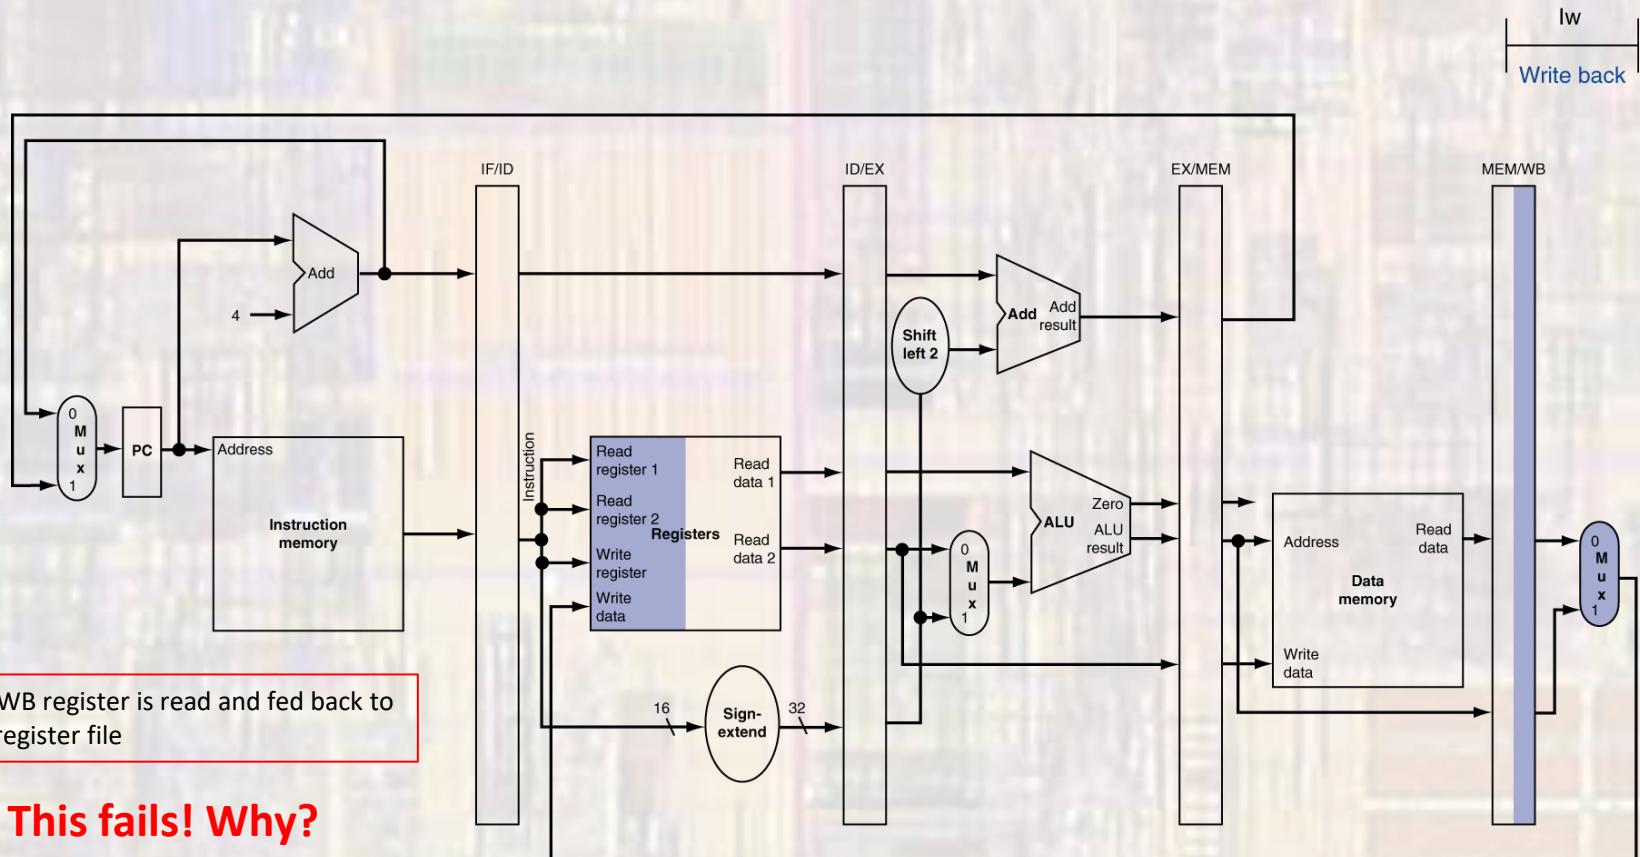 lw
Write back
IF/ID
ID/EX
EX/MEM
MEM/WB
Add
4
Shift
left 2
Add
Add
result
0
M
u
x
1
PC
Address
Instruction
memory
Instruction
Read
register 1
Read
register 2
Write
register
Write
data
Registers
Read
data 1
Read
data 2
0
M
u
x
1
ALU
Zero
ALU
result
Address
Read
data
Data
memory
Write
data
0
M
u
x
1
16
Sign-
extend
32
WB register is read and fed back to
register file
This fails! Why?